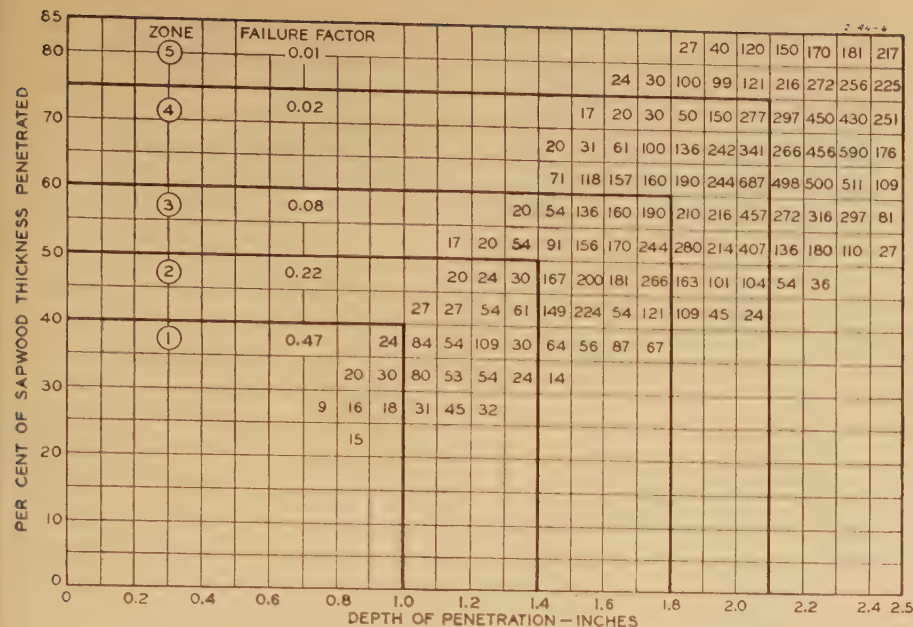 85
ZONE FAILURE FACTOR
80 5 0.01 27 40 120 150 170 181 217
24 30 100 99 121 216 272 256 225
70 4 0.02 17 20 30 50 150 277 297 450 430 251
20 31 61 100 136 242 341 266 456 590 176
60 71 118 157 160 190 244 687 498 500 511 109
3 0.08 20 54 136 160 190 210 216 457 272 316 297 81
50 17 20 54 91 156 170 244 280 214 407 136 180 110 27
2 0.22 20 24 30 167 200 181 266 163 101 104 54 36
40 27 27 54 61 149 224 54 121 109 45 24
1 0.47 24 84 54 109 30 64 56 87 67
30 20 30 80 53 54 24 14
9 16 18 31 45 32
20 15
10
0
PER CENT OF SAPWOOD THICKNESS PENETRATED
0 0.2 0.4 0.6 0.8 1.0 1.2 1.4 1.6 1.8 2.0 2.2 2.4 2.5
DEPTH OF PENETRATION—INCHES